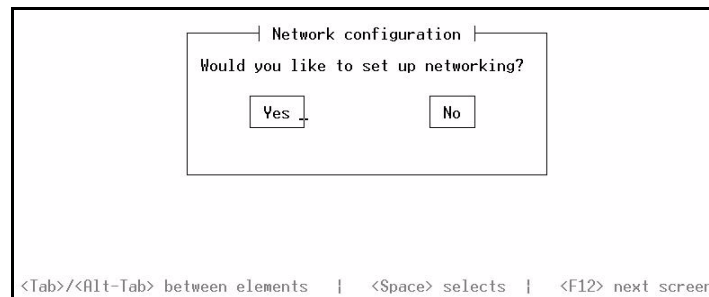 Network configuration
Would you like to set up networking?
Yes No
<Tab>/<Alt-Tab> between elements | <Space> selects | <F12> next screen